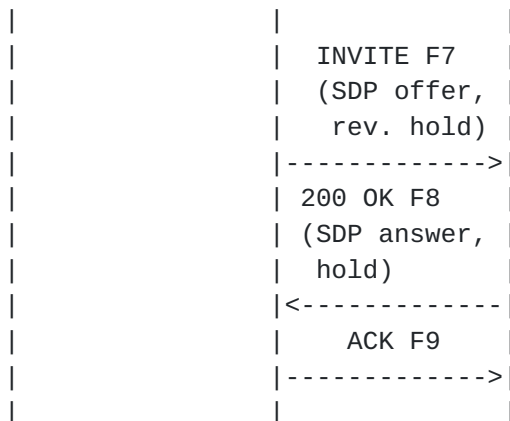 |                |              |
|                |  INVITE F7   |
|                |  (SDP offer, |
|                |   rev. hold) |
|                |------------->|
|                | 200 OK F8    |
|                | (SDP answer, |
|                |  hold)       |
|                |<-------------|
|                |    ACK F9    |
|                |------------->|
|                |              |